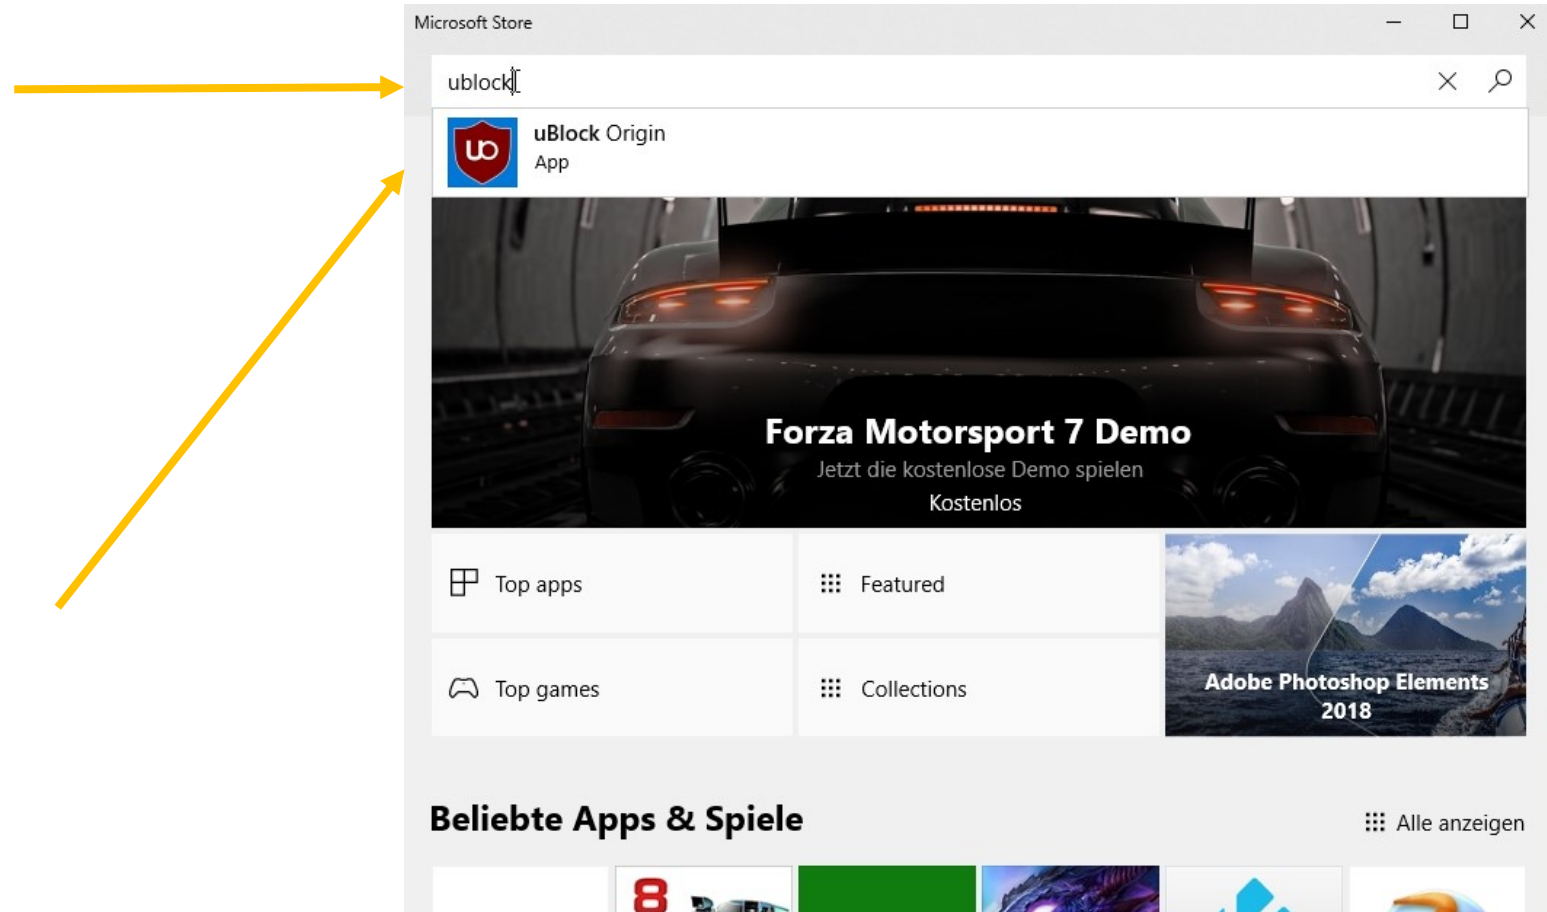 Microsoft Store
ublock
uBlock Origin
App
Forza Motorsport 7 Demo
Jetzt die kostenlose Demo spielen
Kostenlos
Top apps
Featured
Adobe Photoshop Elements
2018
Top games
Collections
Beliebte Apps & Spiele
Alle anzeigen
8